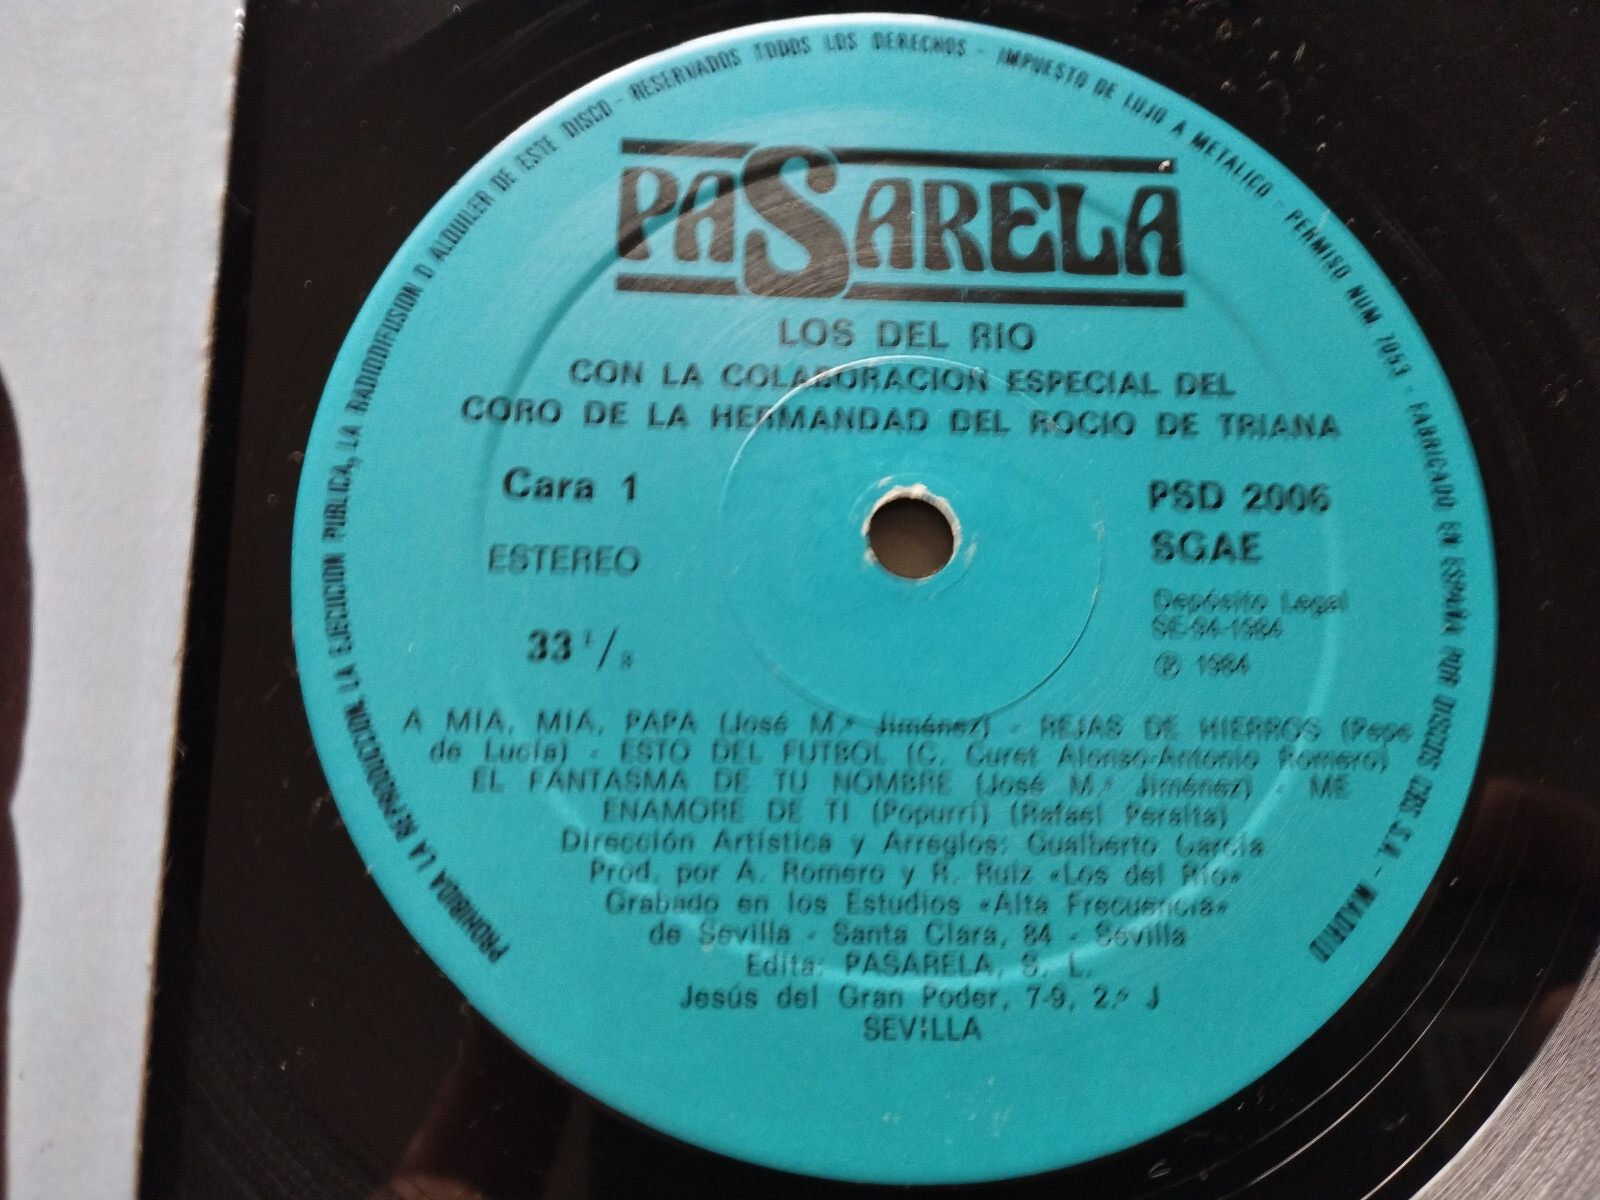 PROHIBIDA LA REPRODUCCION, LA EJECICION PUBLICA, LA RADIODIFUSION O ALQUILER DE ESTE DISCO - RESERVADOS TODOS LOS DERECHOS - IMPUESTO DE LUJO A METALICO - PERMISO NUM 7053 - FABRICADO EN ESPAÑA POR DISCOS CBS, S.A. - MADRID
PASARELA
LOS DEL RIO
CON LA COLABORACION ESPECIAL DEL
CORO DE LA HERMANDAD DEL ROCIO DE TRIANA
Cara 1
PSD 2006
ESTEREO
SGAE
Depósito Legal
SE-94-1984
33 1/3
℗ 1984
A MIA, MIA, PAPA (José M.ª Jiménez) - REJAS DE HIERROS (Pepe
de Lucía) - ESTO DEL FUTBOL (C. Curet Alonso-Antonio Romero)
EL FANTASMA DE TU NOMBRE (José M.ª Jiménez) - ME
ENAMORE DE TI (Popurrí) (Rafael Peralta)
Dirección Artística y Arreglos: Gualberto García
Prod. por A. Romero y R. Ruiz «Los del Río»
Grabado en los Estudios «Alta Frecuencia»
de Sevilla - Santa Clara, 84 - Sevilla
Edita: PASARELA, S. L.
Jesús del Gran Poder, 7-9, 2.º J
SEVILLA